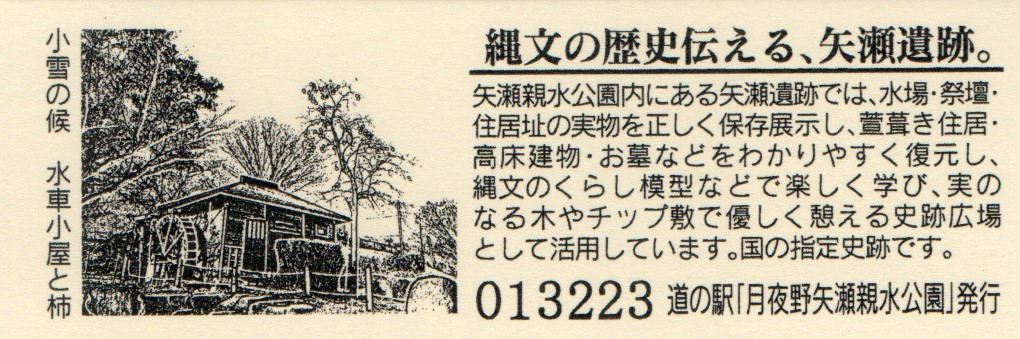 縄文の歴史伝える、矢瀬遺跡。
矢瀬親水公園内にある矢瀬遺跡では、水場・祭壇・
住居址の実物を正しく保存展示し、萱葺き住居・
高床建物・お墓などをわかりやすく復元し、
縄文のくらし模型などで楽しく学び、実の
なる木やチップ敷で優しく憩える史跡広場
として活用しています。国の指定史跡です。
013223 道の駅「月夜野矢瀬親水公園」発行
小雪の候 水車小屋と柿